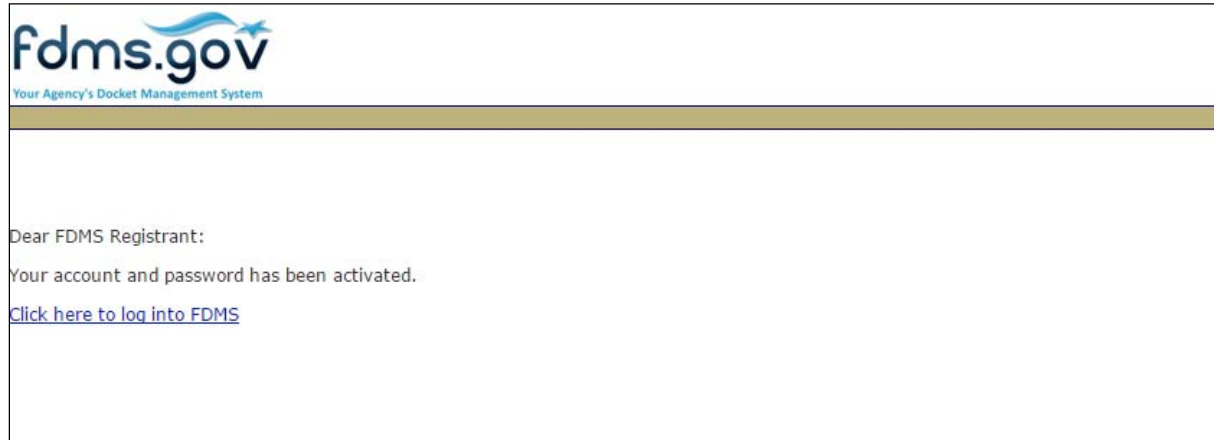 fdms.gov
Your Agency's Docket Management System
Dear FDMS Registrant:
Your account and password has been activated.
Click here to log into FDMS